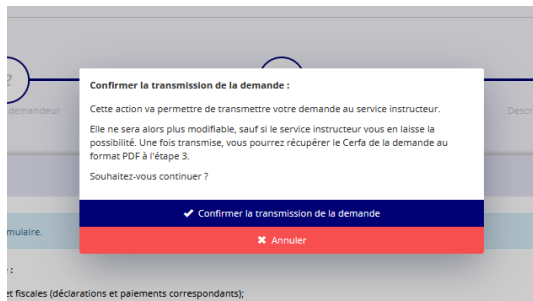 2
demandeur
Descr
Confirmer la transmission de la demande :
Cette action va permettre de transmettre votre demande au service instructeur.
Elle ne sera alors plus modifiable, sauf si le service instructeur vous en laisse la
possibilité. Une fois transmise, vous pourrez récupérer le Cerfa de la demande au
format PDF à l'étape 3.
Souhaitez-vous continuer ?
Confirmer la transmission de la demande
Annuler
mulaire.
e :
et fiscales (déclarations et paiements correspondants);